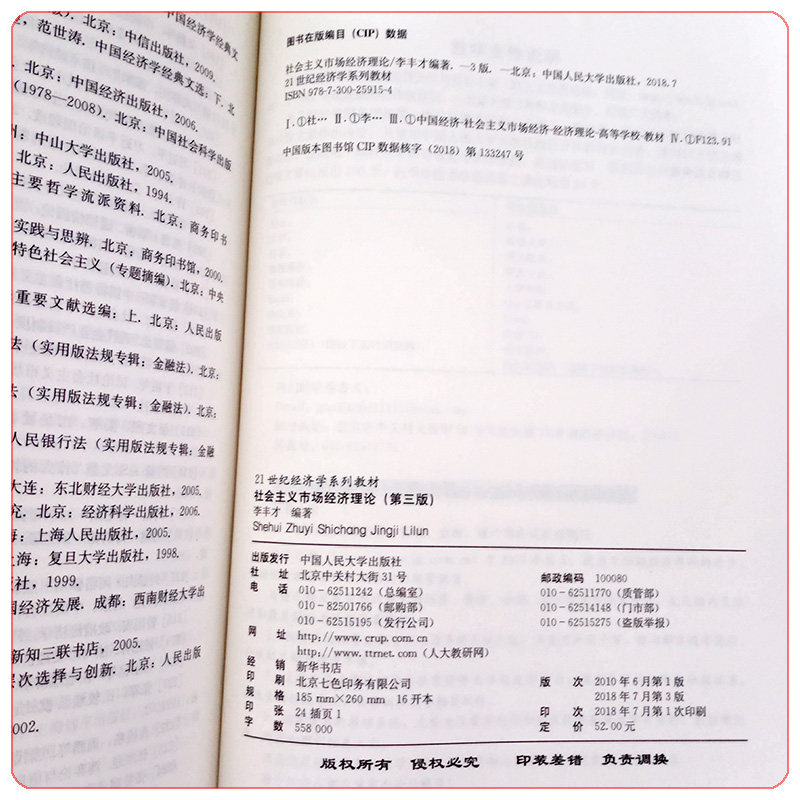 . 北京：中信出版社，2009.
，范世涛. 中国经济学经典文选：下. 北
北京：中国经济出版社，2006.
（1978—2008）. 北京：中国社会科学出版
：中山大学出版社，2005.
北京：人民出版社，1994.
主要哲学流派资料. 北京：商务印书
实践与思辨. 北京：商务印书馆，2000.
特色社会主义（专题摘编）. 北京：中央
重要文献选编：上. 北京：人民出版
法（实用版法规专辑：金融法）. 北京：
法（实用版法规专辑：金融法）. 北京：
人民银行法（实用版法规专辑：金融
大连：东北财经大学出版社，2005.
究. 北京：经济科学出版社，2006.
：上海人民出版社，2005.
上海：复旦大学出版社，1998.
版社，1999.
国经济发展. 成都：西南财经大学出
新知三联书店，2005.
层次选择与创新. 北京：人民出版
2002.
图书在版编目（CIP）数据
社会主义市场经济理论/李丰才编著. —3版. —北京：中国人民大学出版社，2018.7
21世纪经济学系列教材
ISBN 978-7-300-25915-4
Ⅰ.①社… Ⅱ.①李… Ⅲ.①中国经济-社会主义市场经济-经济理论-高等学校-教材 Ⅳ.①F123.91
中国版本图书馆CIP数据核字（2018）第133247号
21世纪经济学系列教材
社会主义市场经济理论（第三版）
李丰才 编著
Shehui Zhuyi Shichang Jingji Lilun
出版发行 中国人民大学出版社
社 址 北京中关村大街31号 邮政编码 100080
电 话 010－62511242（总编室） 010－62511770（质管部）
010－82501766（邮购部） 010－62514148（门市部）
010－62515195（发行公司） 010－62515275（盗版举报）
网 址 http://www.crup.com.cn
http://www.ttrnet.com（人大教研网）
经 销 新华书店
印 刷 北京七色印务有限公司 版 次 2010年6月第1版
规 格 185 mm×260 mm 16开本 2018年7月第3版
印 张 24 插页1 印 次 2018年7月第1次印刷
字 数 558 000 定 价 52.00元
版权所有 侵权必究 印装差错 负责调换